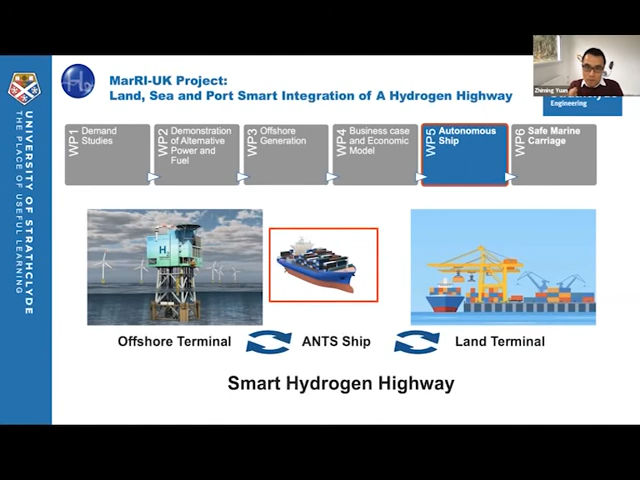 MarRI-UK Project:
Land, Sea and Port Smart Integration of A Hydrogen Highway
Zhiming Yuan
Engineering
UNIVERSITY OF STRATHCLYDE
THE PLACE OF USEFUL LEARNING
WP1
Demand
Studies
WP2
Demonstration
of Alternative
Power and
Fuel
WP3
Offshore
Generation
WP4
Business case
and Economic
Model
WP5
Autonomous
Ship
WP6
Safe Marine
Carriage
H
Offshore Terminal
ANTS Ship
Land Terminal
Smart Hydrogen Highway